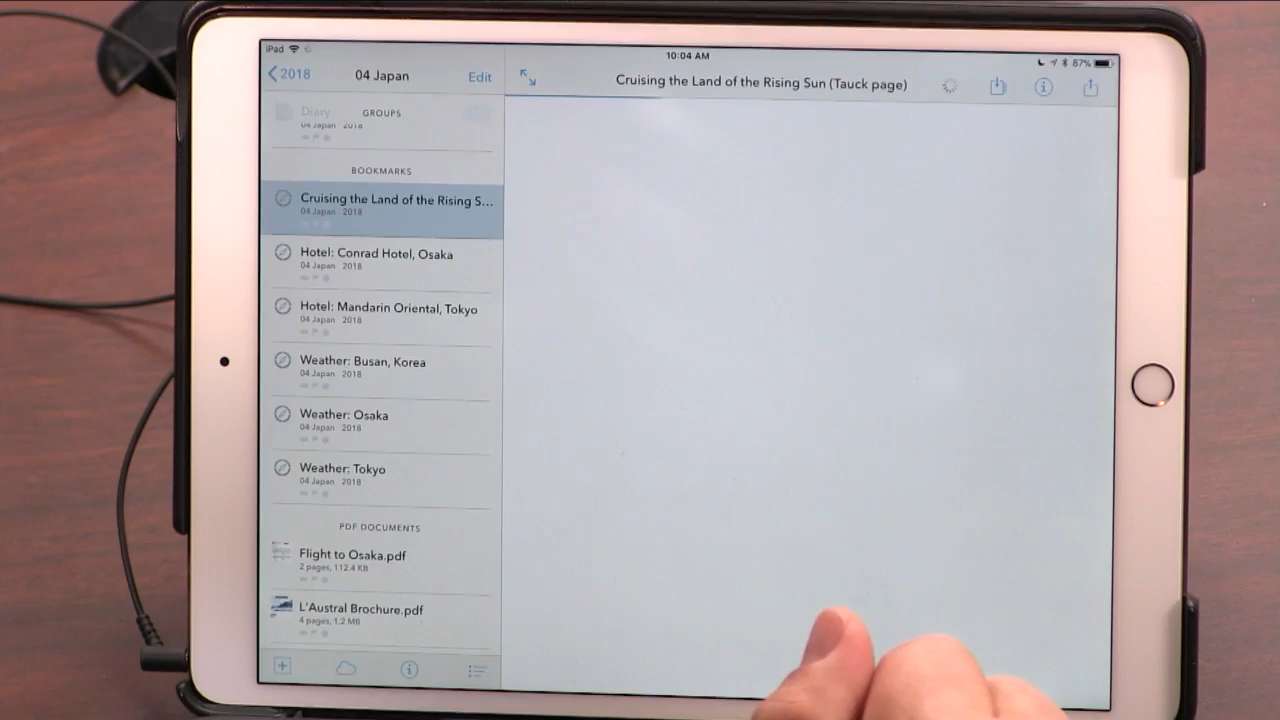 iPad
10:04 AM
87%
2018
04 Japan
Edit
Cruising the Land of the Rising Sun (Tauck page)
Diary
GROUPS
04 Japan 2018
BOOKMARKS
Cruising the Land of the Rising S...
04 Japan 2018
Hotel: Conrad Hotel, Osaka
04 Japan 2018
Hotel: Mandarin Oriental, Tokyo
04 Japan 2018
Weather: Busan, Korea
04 Japan 2018
Weather: Osaka
04 Japan 2018
Weather: Tokyo
04 Japan 2018
PDF DOCUMENTS
Flight to Osaka.pdf
2 pages, 112.4 KB
L'Austral Brochure.pdf
4 pages, 1.2 MB